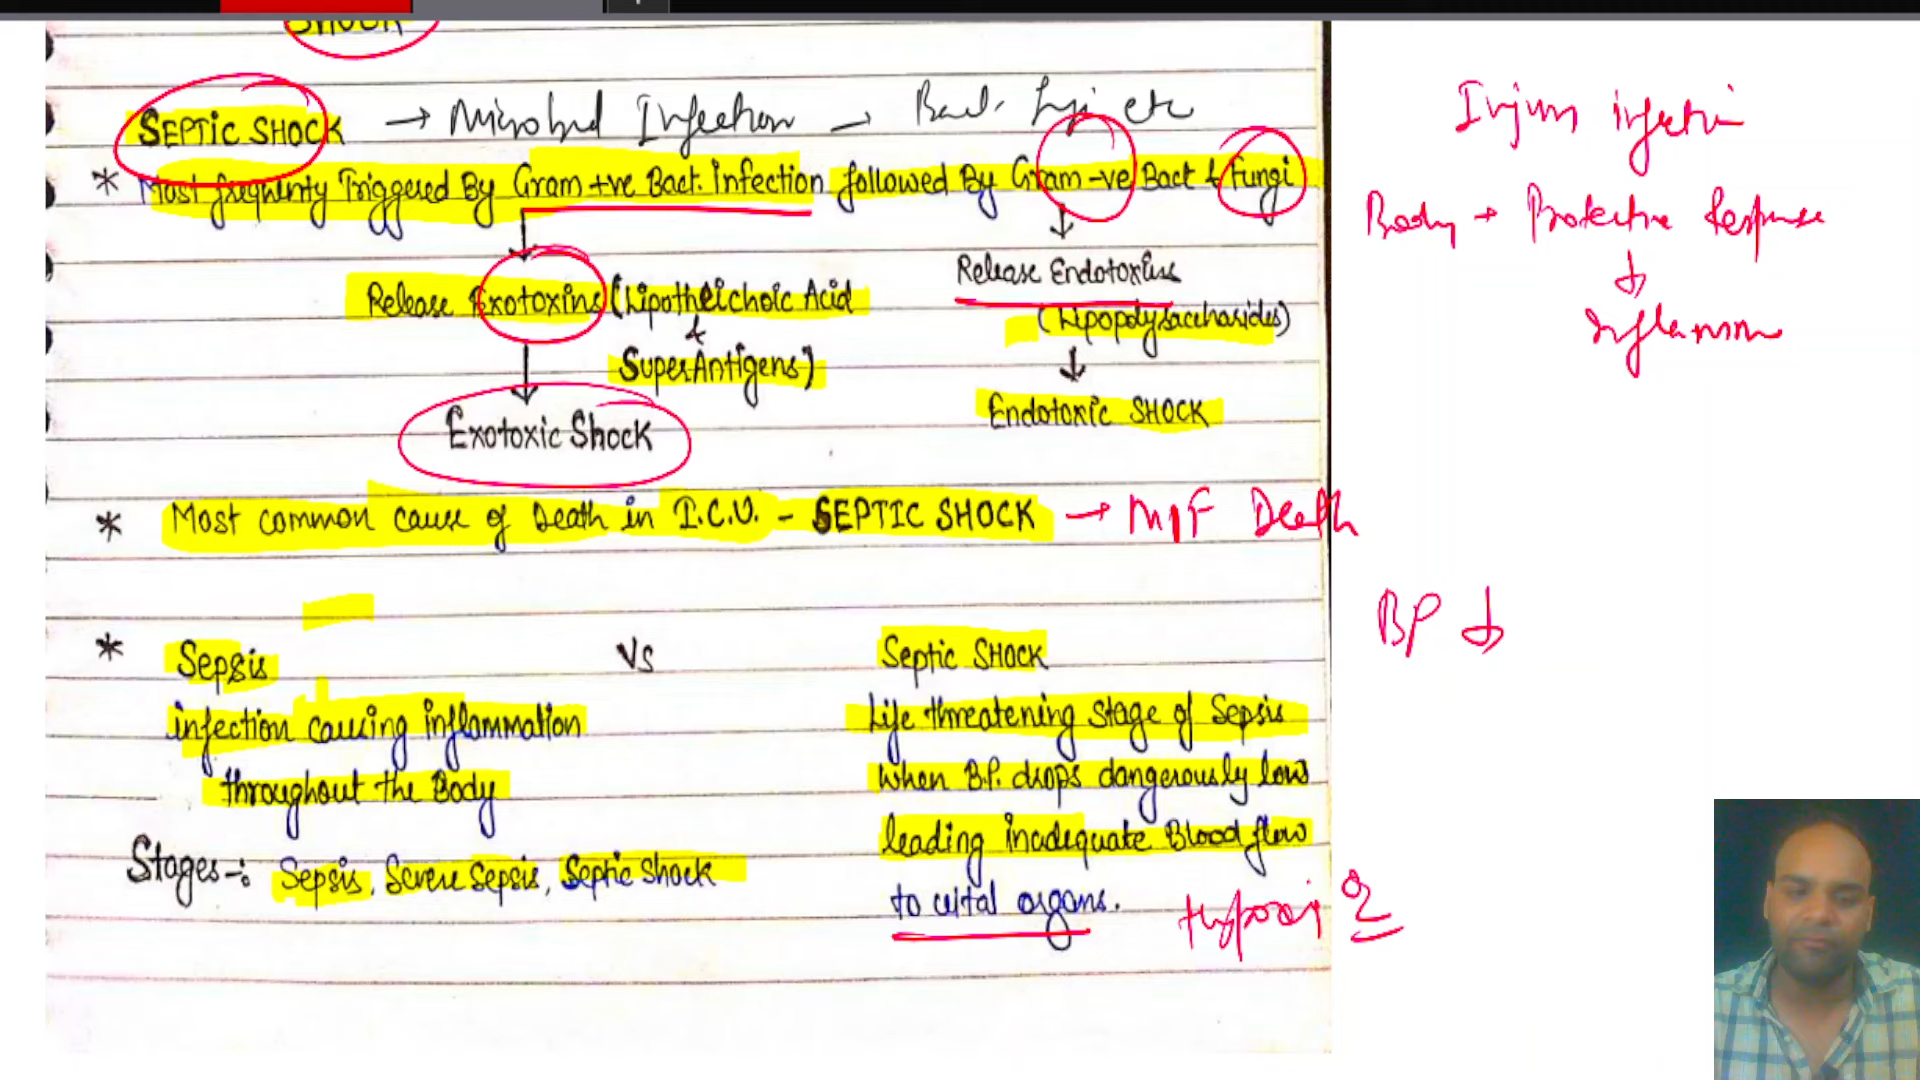 SHOCK
SEPTIC SHOCK → Microbial Infection → Bact. Fungi etc
* Most frequently Triggered By Gram +ve Bact. infection followed By Gram -ve Bact & Fungi
Release Exotoxins (Lipotheichoic Acid & SuperAntigens)
Release Endotoxins
(Lipopolysaccharides)
Exotoxic Shock
Endotoxic SHOCK
* Most common cause of Death in I.C.U. - SEPTIC SHOCK → Death
* Sepsis Vs Septic SHOCK
infection causing inflammation
throughout the Body
Stages-: Sepsis, Severe Sepsis, Septic Shock
Life threatening stage of Sepsis
when B.P. drops dangerously low
leading inadequate Blood flow
to vital organs.
Injury infection
Body → Protective Response
↓
BP ↓